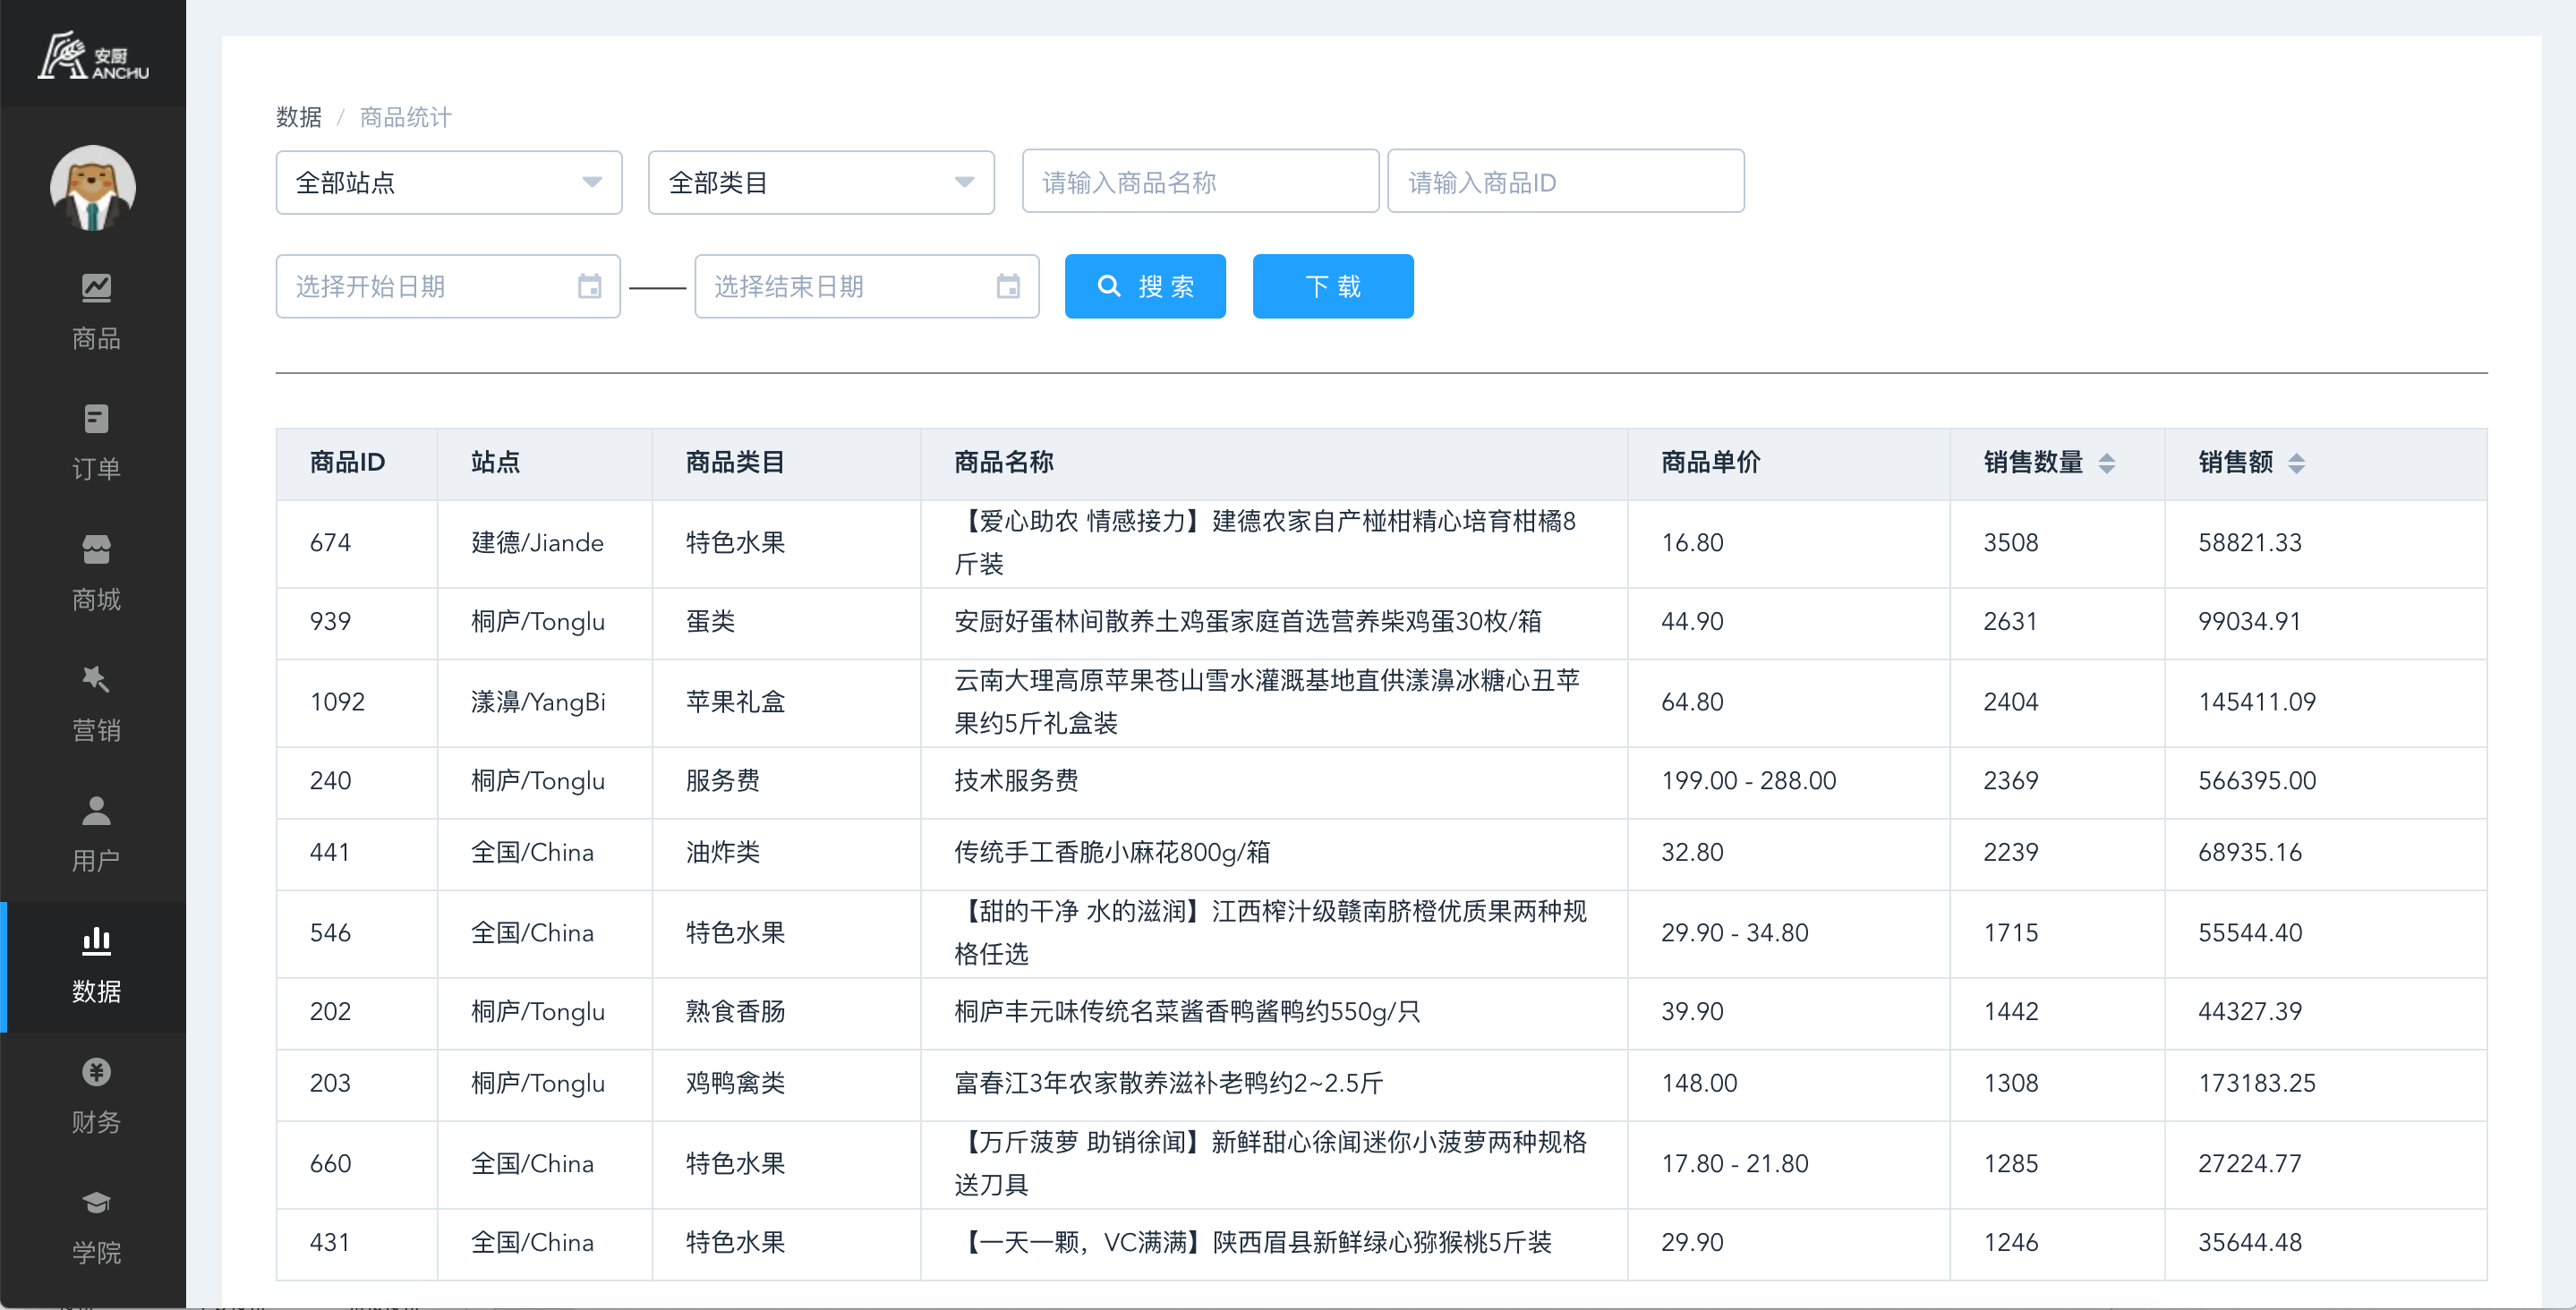 安厨
ANCHU
商品
订单
商城
营销
用户
数据
财务
学院
数据 / 商品统计
全部站点 全部类目 请输入商品名称 请输入商品ID
选择开始日期 选择结束日期 搜索 下载
商品ID 站点 商品类目 商品名称 商品单价 销售数量 销售额
674 建德/Jiande 特色水果 【爱心助农 情感接力】建德农家自产椪柑精心培育柑橘8
斤装 16.80 3508 58821.33
939 桐庐/Tonglu 蛋类 安厨好蛋林间散养土鸡蛋家庭首选营养柴鸡蛋30枚/箱 44.90 2631 99034.91
1092 漾濞/YangBi 苹果礼盒 云南大理高原苹果苍山雪水灌溉基地直供漾濞冰糖心丑苹
果约5斤礼盒装 64.80 2404 145411.09
240 桐庐/Tonglu 服务费 技术服务费 199.00 - 288.00 2369 566395.00
441 全国/China 油炸类 传统手工香脆小麻花800g/箱 32.80 2239 68935.16
546 全国/China 特色水果 【甜的干净 水的滋润】江西榨汁级赣南脐橙优质果两种规
格任选 29.90 - 34.80 1715 55544.40
202 桐庐/Tonglu 熟食香肠 桐庐丰元味传统名菜酱香鸭酱鸭约550g/只 39.90 1442 44327.39
203 桐庐/Tonglu 鸡鸭禽类 富春江3年农家散养滋补老鸭约2~2.5斤 148.00 1308 173183.25
660 全国/China 特色水果 【万斤菠萝 助销徐闻】新鲜甜心徐闻迷你小菠萝两种规格
送刀具 17.80 - 21.80 1285 27224.77
431 全国/China 特色水果 【一天一颗，VC满满】陕西眉县新鲜绿心猕猴桃5斤装 29.90 1246 35644.48